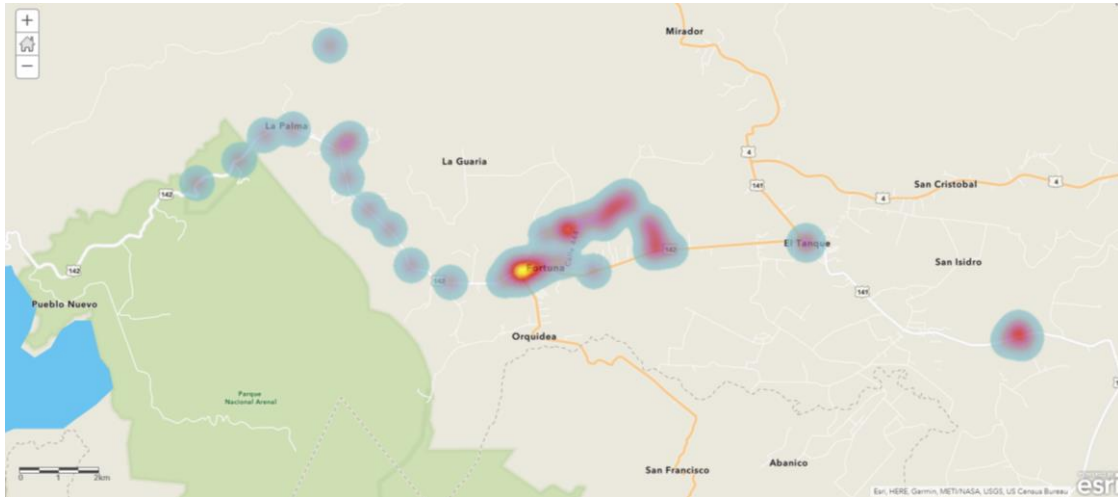 +
−
Mirador
La Palma
La Guaria
4
142
141
San Cristobal
4
4
142
El Tanque
142
San Isidro
Fortuna
142
141
Pueblo Nuevo
Orquidea
Parque
Nacional Arenal
San Francisco
Abanico
0 1 2km
Esri, HERE, Garmin, METI/NASA, USGS, US Census Bureau
esri